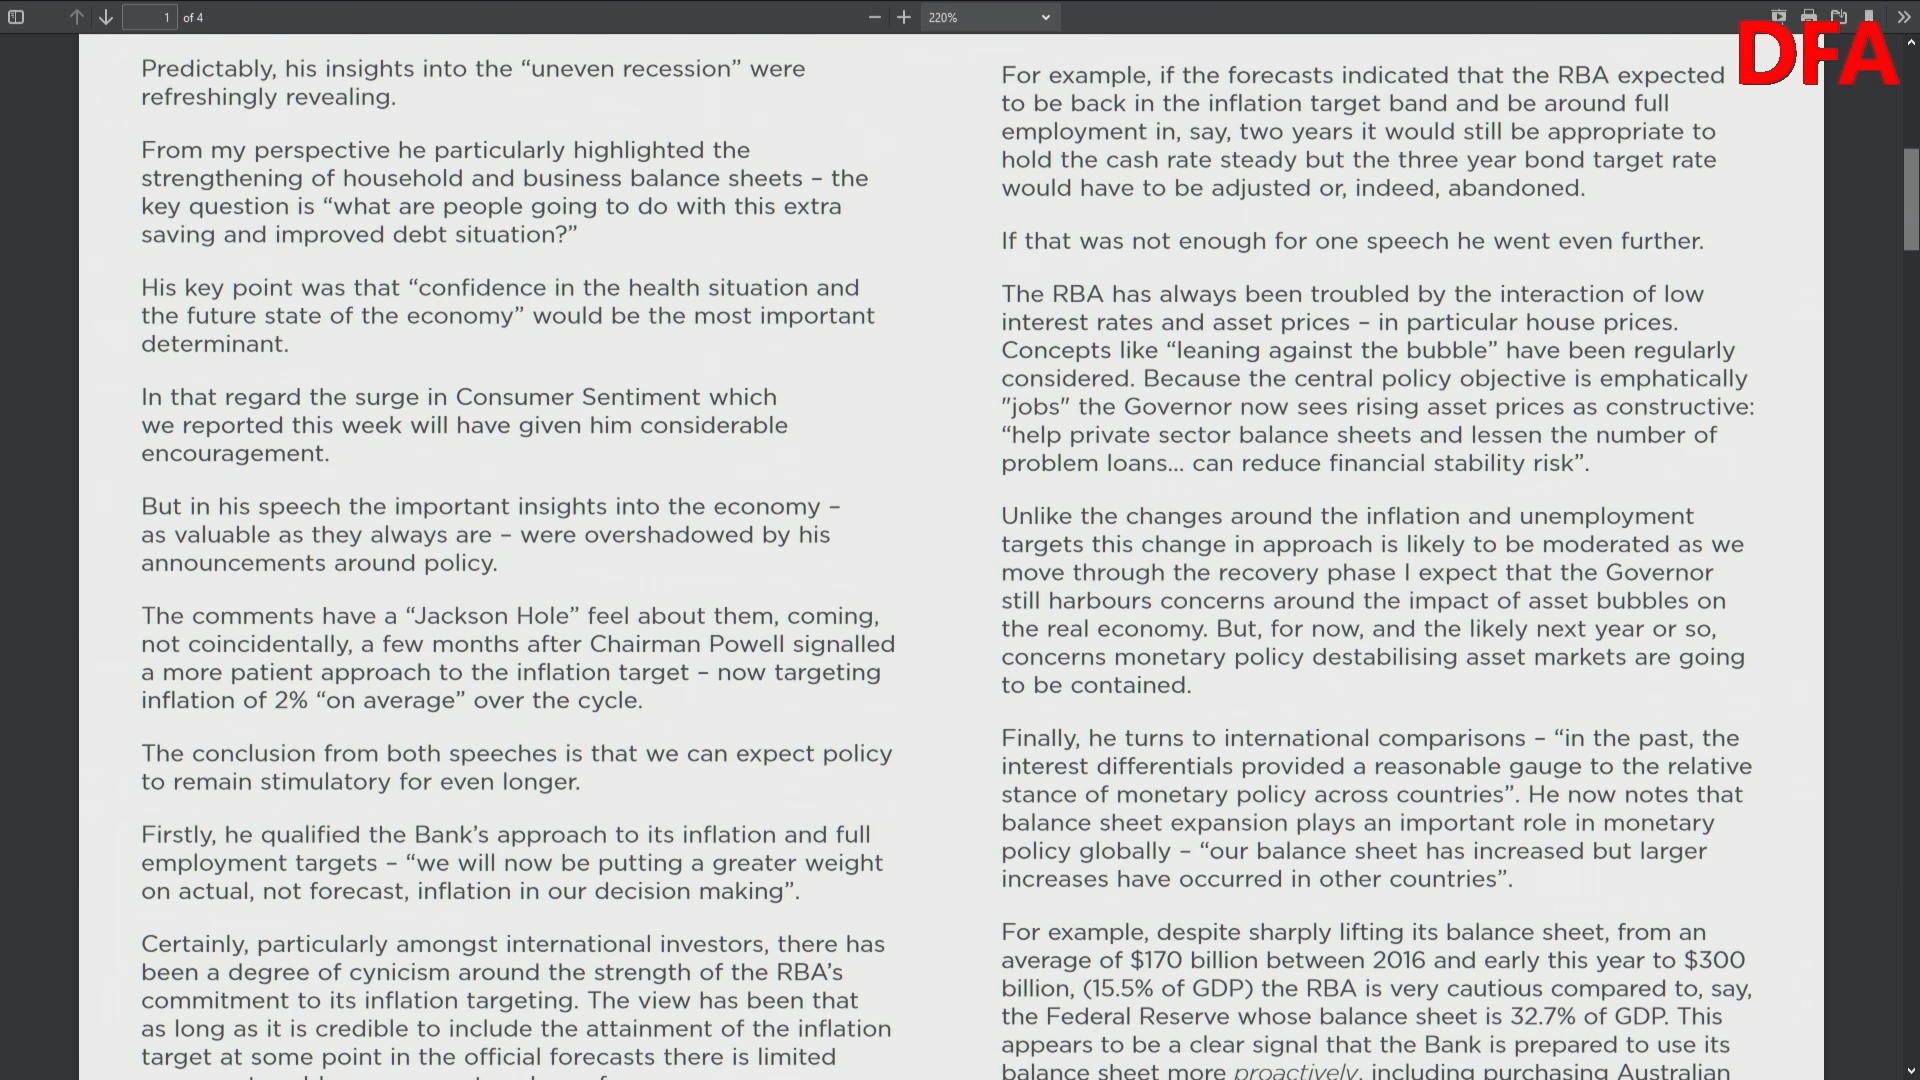 1 of 4
220%
DFA
Predictably, his insights into the “uneven recession” were
refreshingly revealing.
From my perspective he particularly highlighted the
strengthening of household and business balance sheets – the
key question is “what are people going to do with this extra
saving and improved debt situation?”
His key point was that “confidence in the health situation and
the future state of the economy” would be the most important
determinant.
In that regard the surge in Consumer Sentiment which
we reported this week will have given him considerable
encouragement.
But in his speech the important insights into the economy –
as valuable as they always are – were overshadowed by his
announcements around policy.
The comments have a “Jackson Hole” feel about them, coming,
not coincidentally, a few months after Chairman Powell signalled
a more patient approach to the inflation target – now targeting
inflation of 2% “on average” over the cycle.
The conclusion from both speeches is that we can expect policy
to remain stimulatory for even longer.
Firstly, he qualified the Bank’s approach to its inflation and full
employment targets – “we will now be putting a greater weight
on actual, not forecast, inflation in our decision making”.
Certainly, particularly amongst international investors, there has
been a degree of cynicism around the strength of the RBA’s
commitment to its inflation targeting. The view has been that
as long as it is credible to include the attainment of the inflation
target at some point in the official forecasts there is limited
For example, if the forecasts indicated that the RBA expected
to be back in the inflation target band and be around full
employment in, say, two years it would still be appropriate to
hold the cash rate steady but the three year bond target rate
would have to be adjusted or, indeed, abandoned.
If that was not enough for one speech he went even further.
The RBA has always been troubled by the interaction of low
interest rates and asset prices – in particular house prices.
Concepts like “leaning against the bubble” have been regularly
considered. Because the central policy objective is emphatically
"jobs" the Governor now sees rising asset prices as constructive:
“help private sector balance sheets and lessen the number of
problem loans... can reduce financial stability risk”.
Unlike the changes around the inflation and unemployment
targets this change in approach is likely to be moderated as we
move through the recovery phase I expect that the Governor
still harbours concerns around the impact of asset bubbles on
the real economy. But, for now, and the likely next year or so,
concerns monetary policy destabilising asset markets are going
to be contained.
Finally, he turns to international comparisons – “in the past, the
interest differentials provided a reasonable gauge to the relative
stance of monetary policy across countries”. He now notes that
balance sheet expansion plays an important role in monetary
policy globally – “our balance sheet has increased but larger
increases have occurred in other countries”.
For example, despite sharply lifting its balance sheet, from an
average of $170 billion between 2016 and early this year to $300
billion, (15.5% of GDP) the RBA is very cautious compared to, say,
the Federal Reserve whose balance sheet is 32.7% of GDP. This
appears to be a clear signal that the Bank is prepared to use its
balance sheet more proactively, including purchasing Australian